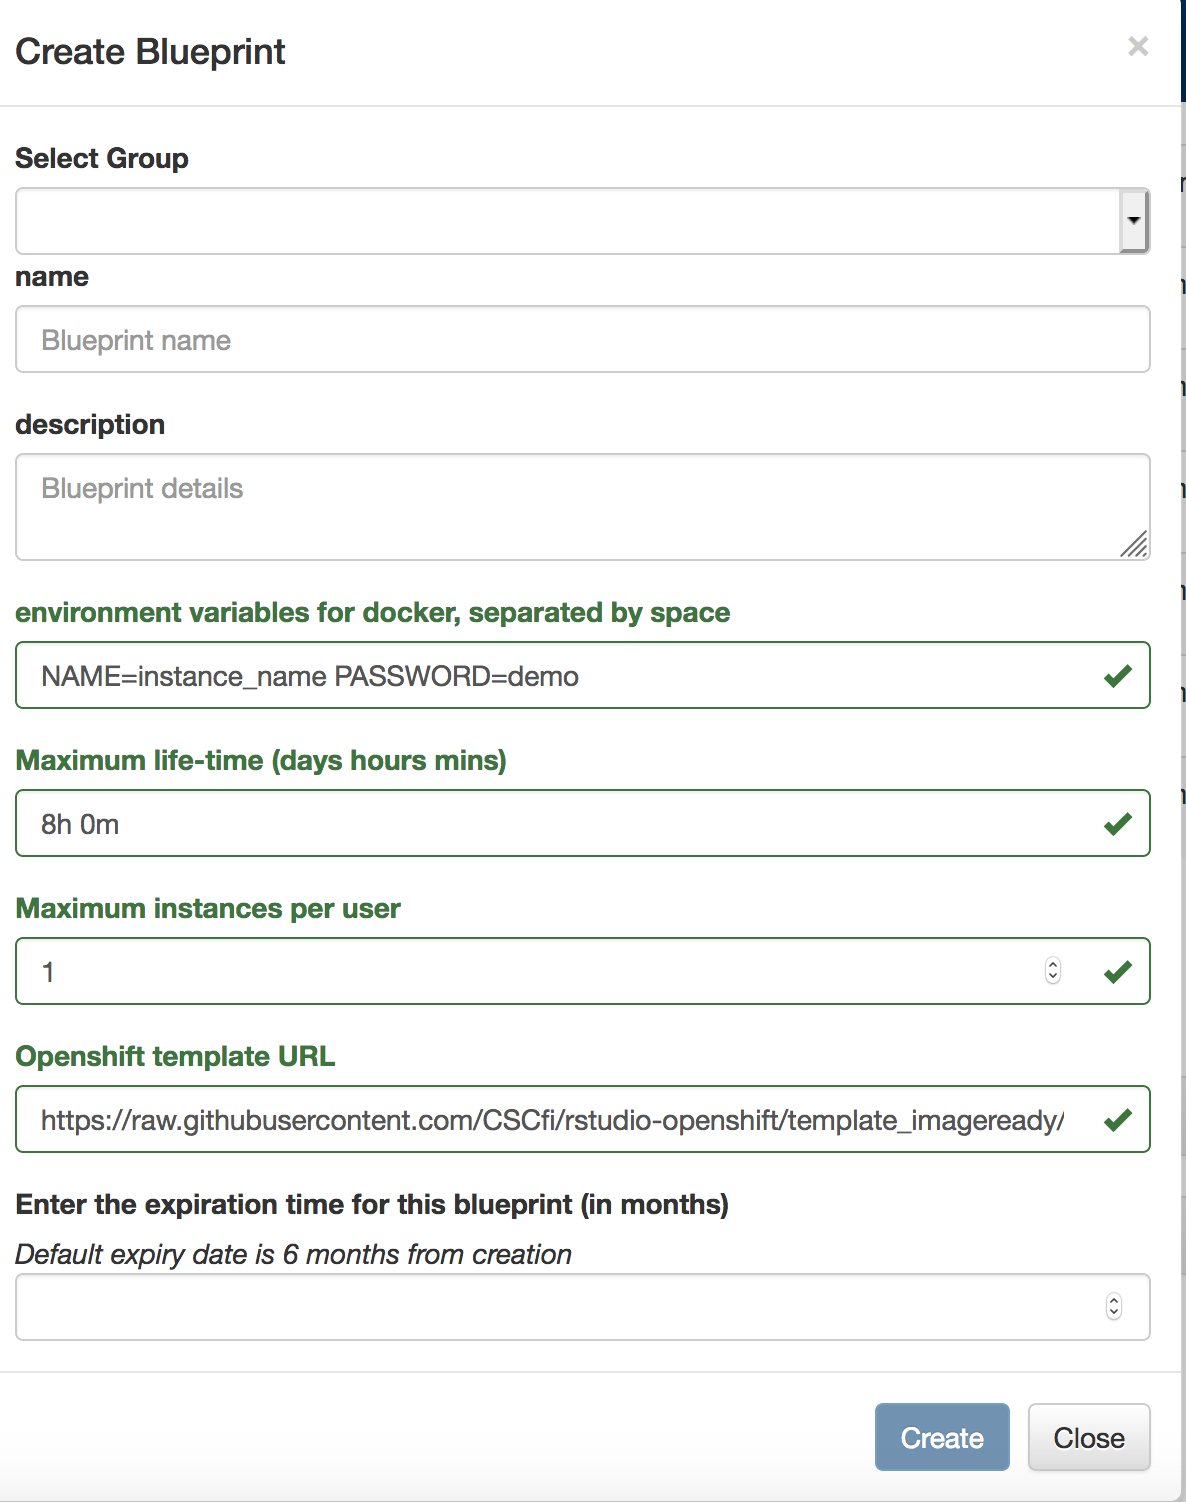 Create Blueprint
×
Select Group
name
Blueprint name
description
Blueprint details
environment variables for docker, separated by space
NAME=instance_name PASSWORD=demo
Maximum life-time (days hours mins)
8h 0m
Maximum instances per user
1
Openshift template URL
https://raw.githubusercontent.com/CSCfi/rstudio-openshift/template_imageready/
Enter the expiration time for this blueprint (in months)
Default expiry date is 6 months from creation
Create Close